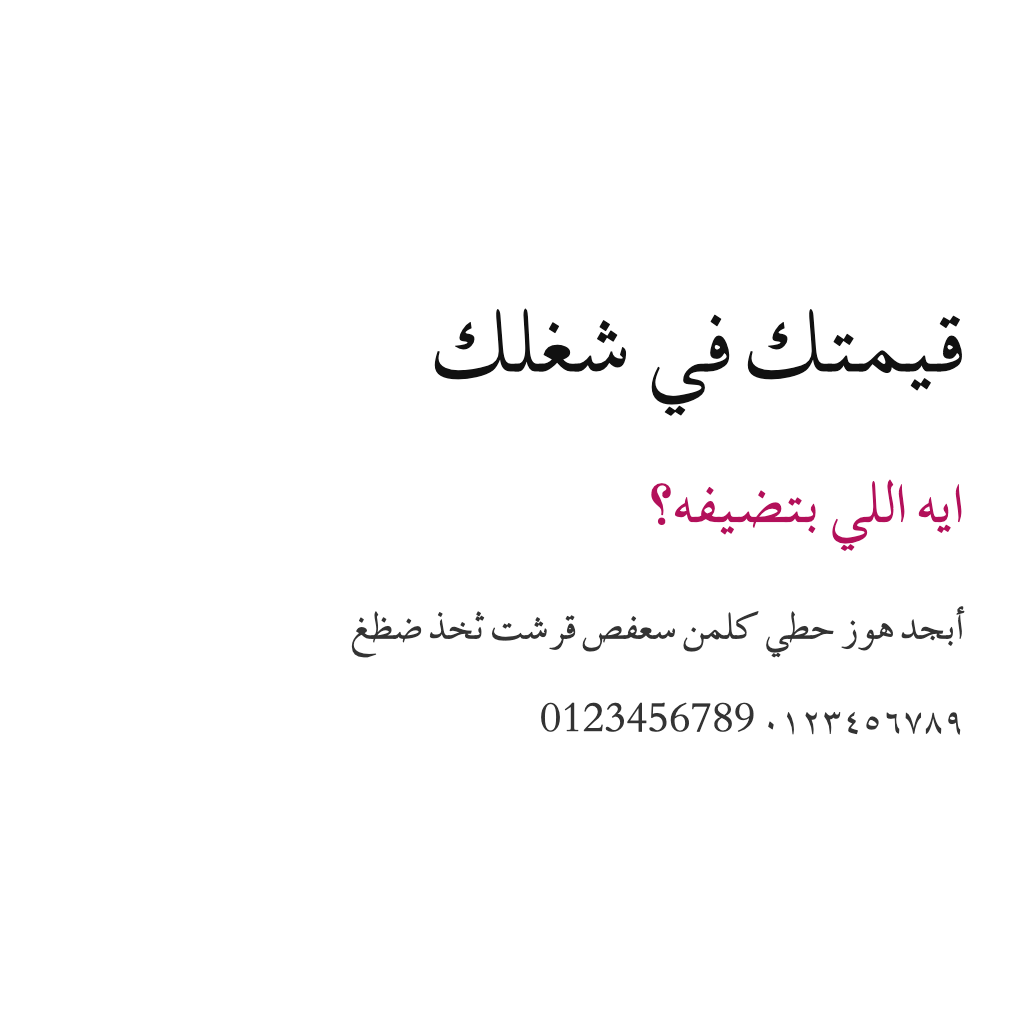 قيمتك في شغلك
ايه اللي بتضيفه؟
أبجد هوز حطي كلمن سعفص قرشت ثخذ ضظغ
0123456789 ٠١٢٣٤٥٦٧٨٩